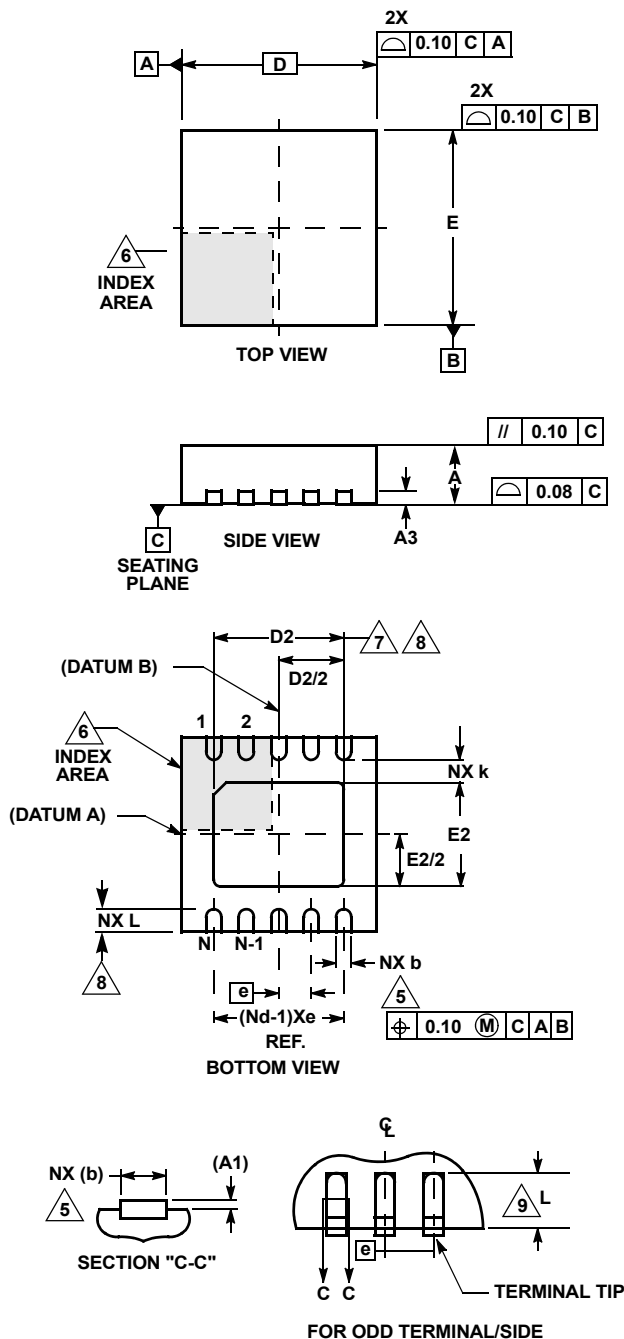 2X
⌓ 0.10 C A
A
D
2X
⌓ 0.10 C B
E
6
INDEX
AREA
TOP VIEW
B
// 0.10 C
A
⌓ 0.08 C
C
SEATING
PLANE
SIDE VIEW
A3
D2
7 8
(DATUM B)
D2/2
1 2
6
INDEX
AREA
NX k
(DATUM A)
E2
E2/2
NX L
8
N N-1
NX b
5
e
(Nd-1)Xe
REF.
⌖ 0.10 Ⓜ C A B
BOTTOM VIEW
℄
NX (b)
(A1)
5
9 L
SECTION "C-C"
e
C C
TERMINAL TIP
FOR ODD TERMINAL/SIDE